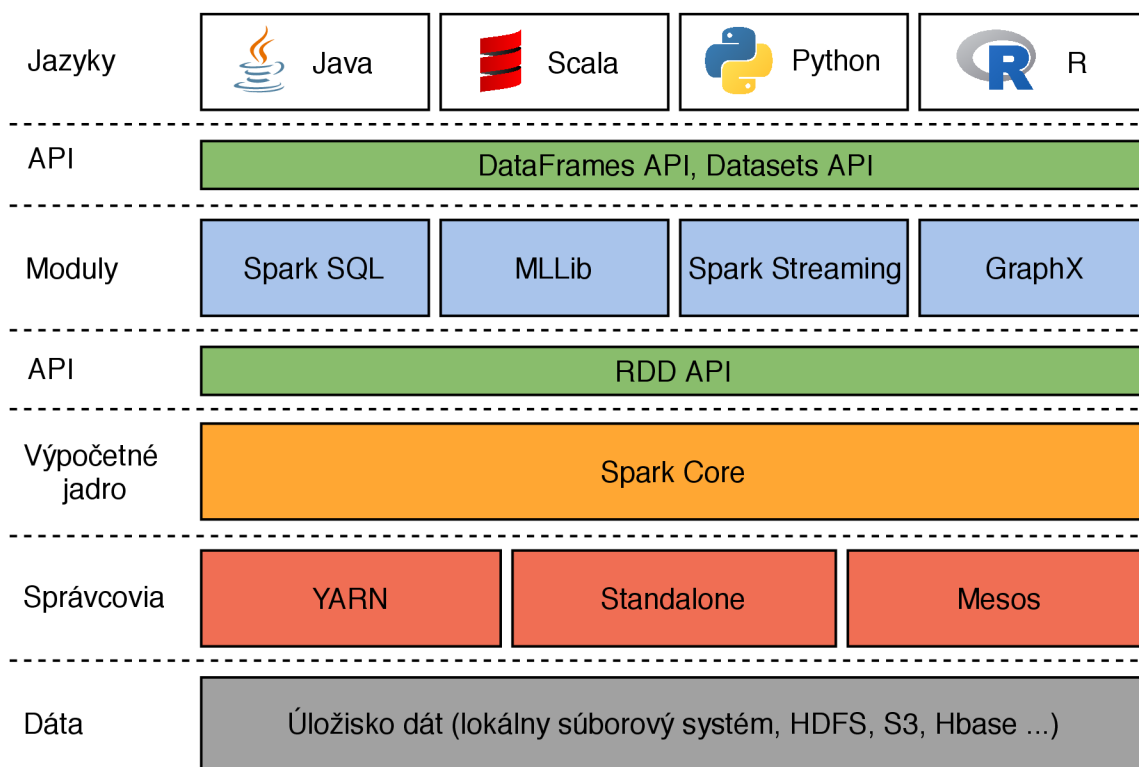 Jazyky
Java
Scala
Python
R
API
DataFrames API, Datasets API
Moduly
Spark SQL
MLLib
Spark Streaming
GraphX
API
RDD API
Výpočetné
jadro
Spark Core
Správcovia
YARN
Standalone
Mesos
Dáta
Úložisko dát (lokálny súborový systém, HDFS, S3, Hbase ...)